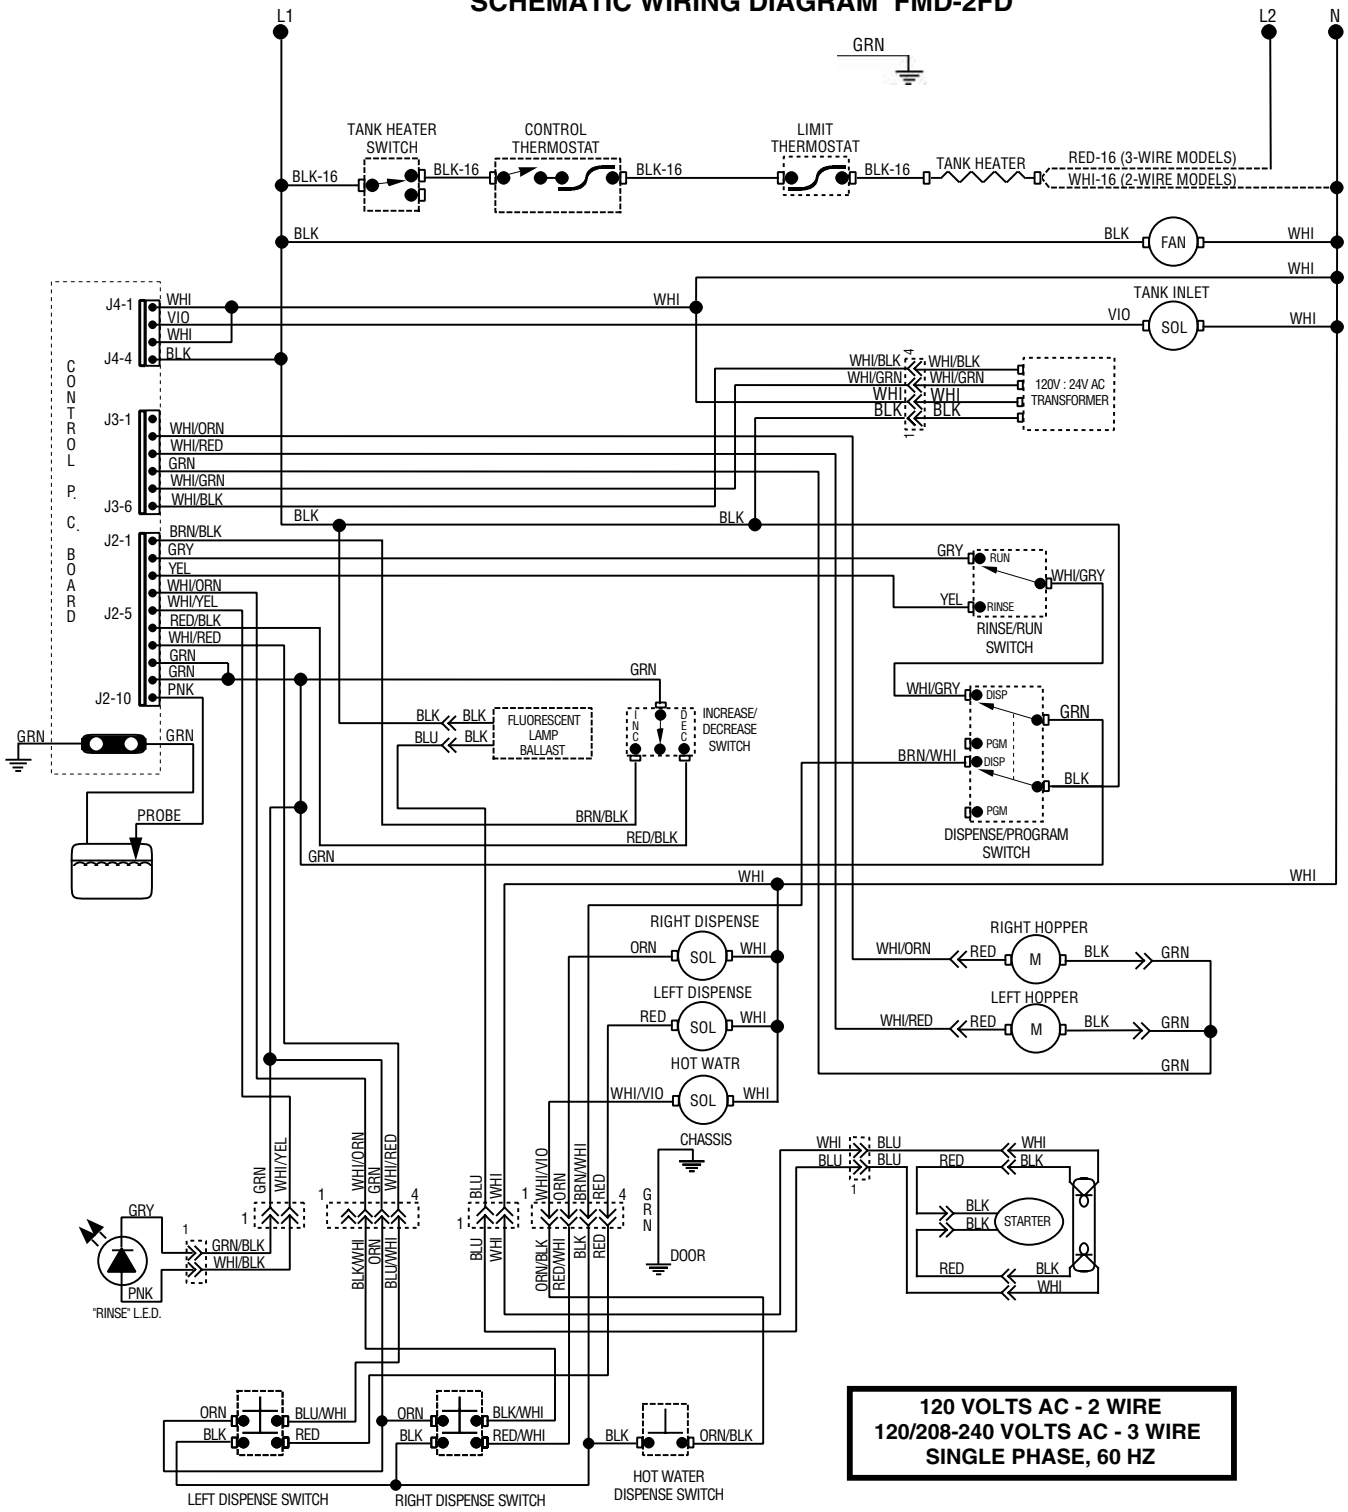 SCHEMATIC WIRING DIAGRAM FMD-2FD
L1
L2
N
GRN
TANK HEATER
SWITCH
CONTROL
THERMOSTAT
LIMIT
THERMOSTAT
BLK-16
BLK-16
BLK-16
BLK-16
TANK HEATER
RED-16 (3-WIRE MODELS)
WHI-16 (2-WIRE MODELS)
BLK
BLK
FAN
WHI
WHI
CONTROL P. C. BOARD
J4-1
WHI
VIO
WHI
J4-4
BLK
WHI
TANK INLET
VIO
SOL
WHI
WHI/BLK
4
WHI/BLK
WHI/GRN
WHI/GRN
WHI
WHI
BLK
BLK
1
120V : 24V AC
TRANSFORMER
J3-1
WHI/ORN
WHI/RED
GRN
WHI/GRN
J3-6
WHI/BLK
BLK
BLK
J2-1
BRN/BLK
GRY
YEL
WHI/ORN
WHI/YEL
J2-5
RED/BLK
WHI/RED
GRN
GRN
J2-10
PNK
GRY
RUN
WHI/GRY
YEL
RINSE
RINSE/RUN
SWITCH
GRN
BLK
BLK
BLU
BLK
FLUORESCENT
LAMP
BALLAST
INC
DEC
INCREASE/
DECREASE
SWITCH
WHI/GRY
DISP
GRN
PGM
BRN/WHI
DISP
BLK
PGM
DISPENSE/PROGRAM
SWITCH
GRN
GRN
PROBE
BRN/BLK
RED/BLK
GRN
WHI
WHI
RIGHT DISPENSE
ORN
SOL
WHI
LEFT DISPENSE
RED
SOL
WHI
HOT WATR
WHI/VIO
SOL
WHI
RIGHT HOPPER
WHI/ORN
RED
M
BLK
GRN
LEFT HOPPER
WHI/RED
RED
M
BLK
GRN
GRN
CHASSIS
GRN
DOOR
GRN
WHI/YEL
1
WHI/ORN
GRN
WHI/RED
1
4
BLU
WHI
1
WHI/VIO
ORN
BRN/WHI
RED
1
4
BLK/WHI
ORN
BLU/WHI
BLU
WHI
ORN/BLK
RED/WHI
BLK
RED
GRY
1
GRN/BLK
WHI/BLK
PNK
"RINSE" L.E.D.
WHI
BLU
BLU
BLU
1
WHI
RED
BLK
BLK
BLK
STARTER
RED
BLK
WHI
ORN
BLU/WHI
BLK
RED
LEFT DISPENSE SWITCH
ORN
BLK/WHI
BLK
RED/WHI
RIGHT DISPENSE SWITCH
BLK
ORN/BLK
HOT WATER
DISPENSE SWITCH
120 VOLTS AC - 2 WIRE
120/208-240 VOLTS AC - 3 WIRE
SINGLE PHASE, 60 HZ